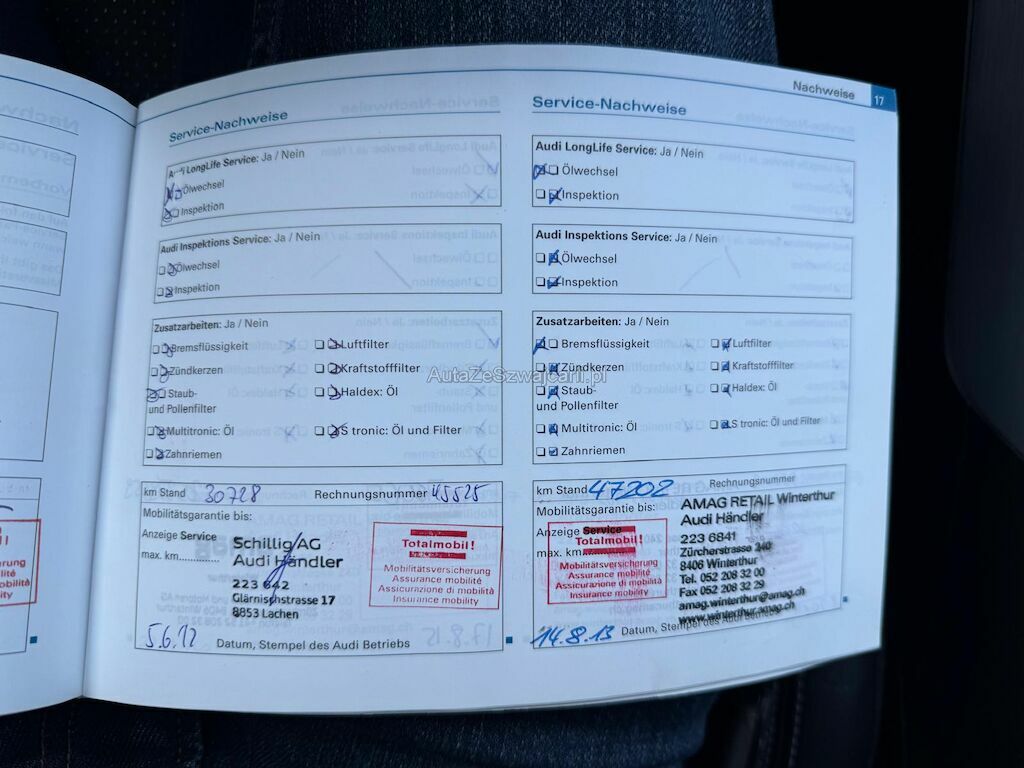 Nachweise 17
Service-Nachweise
Audi LongLife Service: Ja / Nein
Ölwechsel
Inspektion
Audi Inspektions Service: Ja / Nein
Ölwechsel
Inspektion
Zusatzarbeiten: Ja / Nein
Bremsflüssigkeit Luftfilter
Zündkerzen Kraftstofffilter
Staub- Haldex: Öl
und Pollenfilter
Multitronic: Öl S tronic: Öl und Filter
Zahnriemen
km Stand 30728 Rechnungsnummer 45525
Mobilitätsgarantie bis:
Anzeige Service
max. km
Schillig AG
Audi Händler
223 642
Glärnischstrasse 17
8853 Lachen
Totalmobil!
Mobilitätsversicherung
Assurance mobilité
Assicurazione di mobilità
Insurance mobility
5.6.12 Datum, Stempel des Audi Betriebs
Service-Nachweise
Audi LongLife Service: Ja / Nein
Ölwechsel
Inspektion
Audi Inspektions Service: Ja / Nein
Ölwechsel
Inspektion
Zusatzarbeiten: Ja / Nein
Bremsflüssigkeit Luftfilter
Zündkerzen Kraftstofffilter
Staub- Haldex: Öl
und Pollenfilter
Multitronic: Öl S tronic: Öl und Filter
Zahnriemen
km Stand 47202 Rechnungsnummer
Mobilitätsgarantie bis:
Anzeige Service
max. km
Totalmobil!
Mobilitätsversicherung
Assurance mobilité
Assicurazione di mobilità
Insurance mobility
AMAG RETAIL Winterthur
Audi Händler
223 6841
Zürcherstrasse 240
8406 Winterthur
Tel. 052 208 32 00
Fax 052 208 32 29
amag.winterthur@amag.ch
www.winterthur.amag.ch
14.8.13 Datum, Stempel des Audi Betriebs
AutaZeSzwajcarii.pl